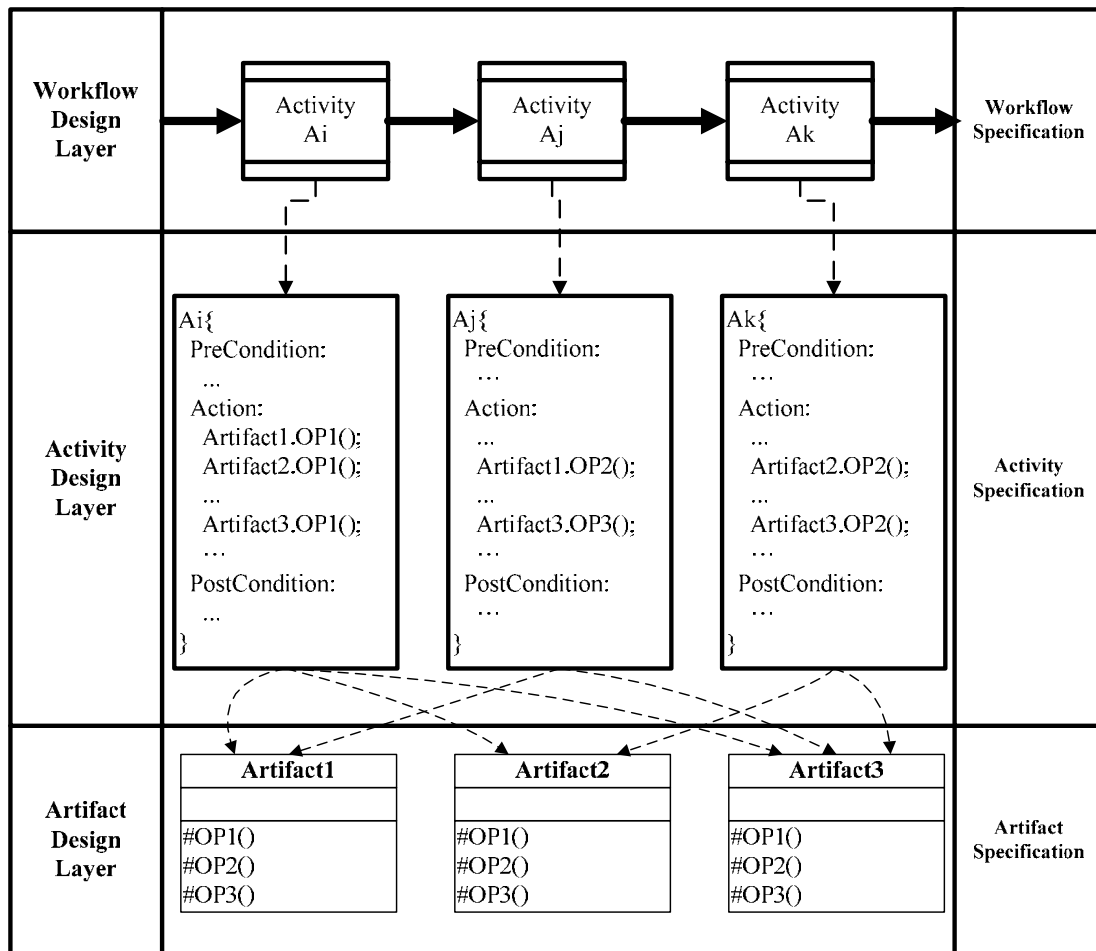 Workflow
Design
Layer
Activity
Ai
Activity
Aj
Activity
Ak
Workflow
Specification
Activity
Design
Layer
Ai{
PreCondition:
...
Action:
Artifact1.OP1();
Artifact2.OP1();
...
Artifact3.OP1();
...
PostCondition:
...
}
Aj{
PreCondition:
...
Action:
...
Artifact1.OP2();
...
Artifact3.OP3();
...
PostCondition:
...
}
Ak{
PreCondition:
...
Action:
...
Artifact2.OP2();
...
Artifact3.OP2();
...
PostCondition:
...
}
Activity
Specification
Artifact
Design
Layer
Artifact1
#OP1()
#OP2()
#OP3()
Artifact2
#OP1()
#OP2()
#OP3()
Artifact3
#OP1()
#OP2()
#OP3()
Artifact
Specification